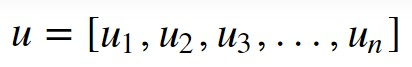 u = [u₁, u₂, u₃, . . . , uₙ]